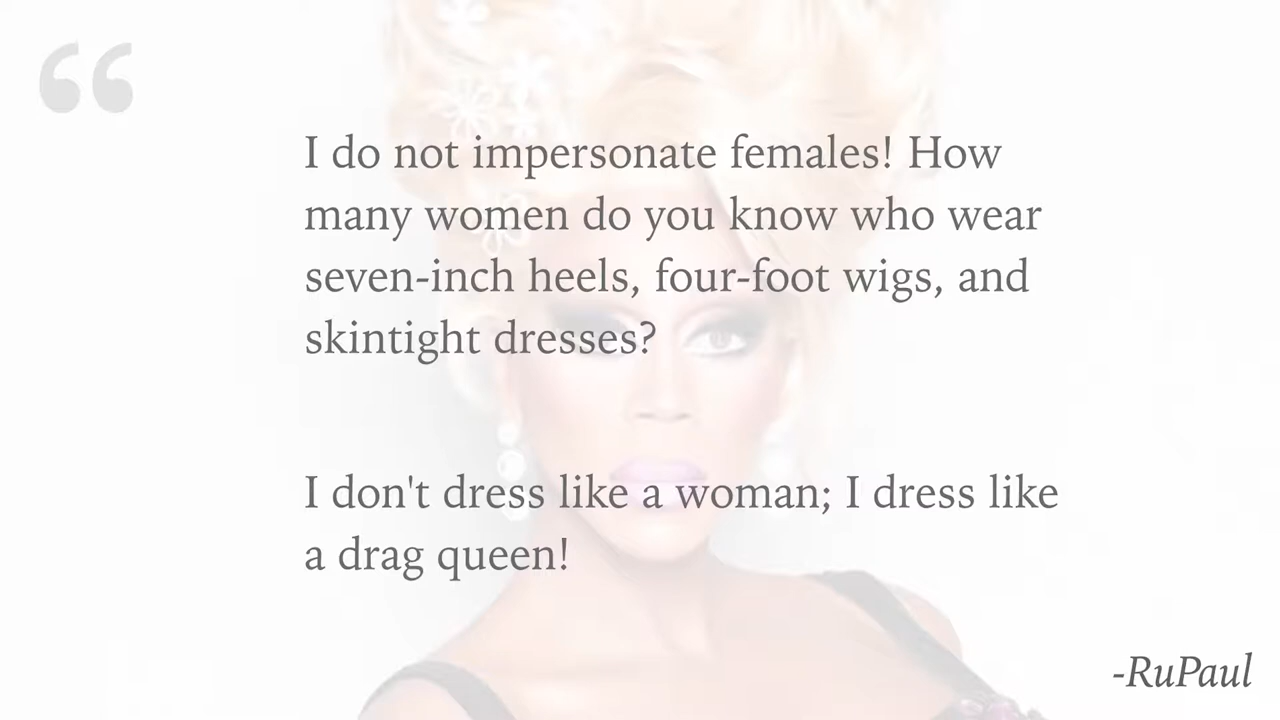 “
I do not impersonate females! How
many women do you know who wear
seven-inch heels, four-foot wigs, and
skintight dresses?
I don't dress like a woman; I dress like
a drag queen!
-RuPaul